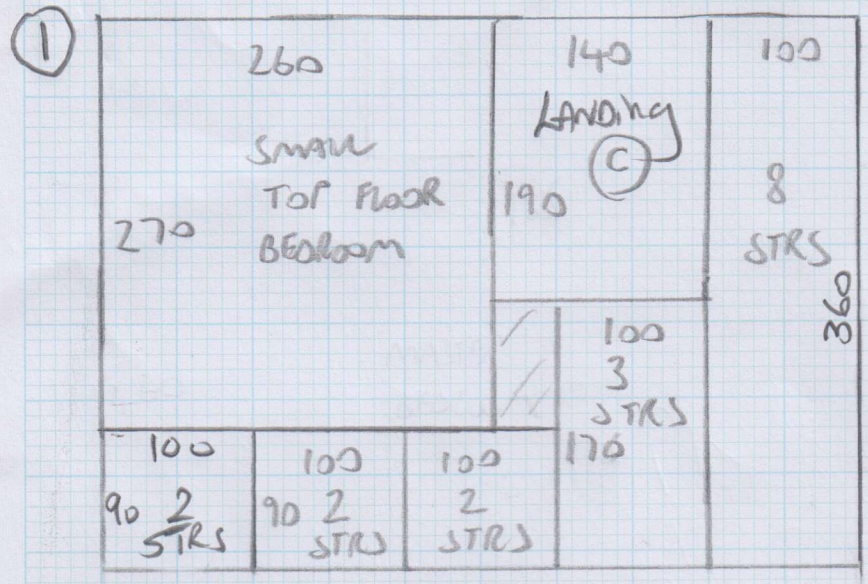 1
260
140
100
LANDING
C
SMALL
TOP FLOOR
BEDROOM
190
8
STRS
270
360
100
3
STRS
170
100
90 2
STRS
100
90 2
STRS
100
2
STRS